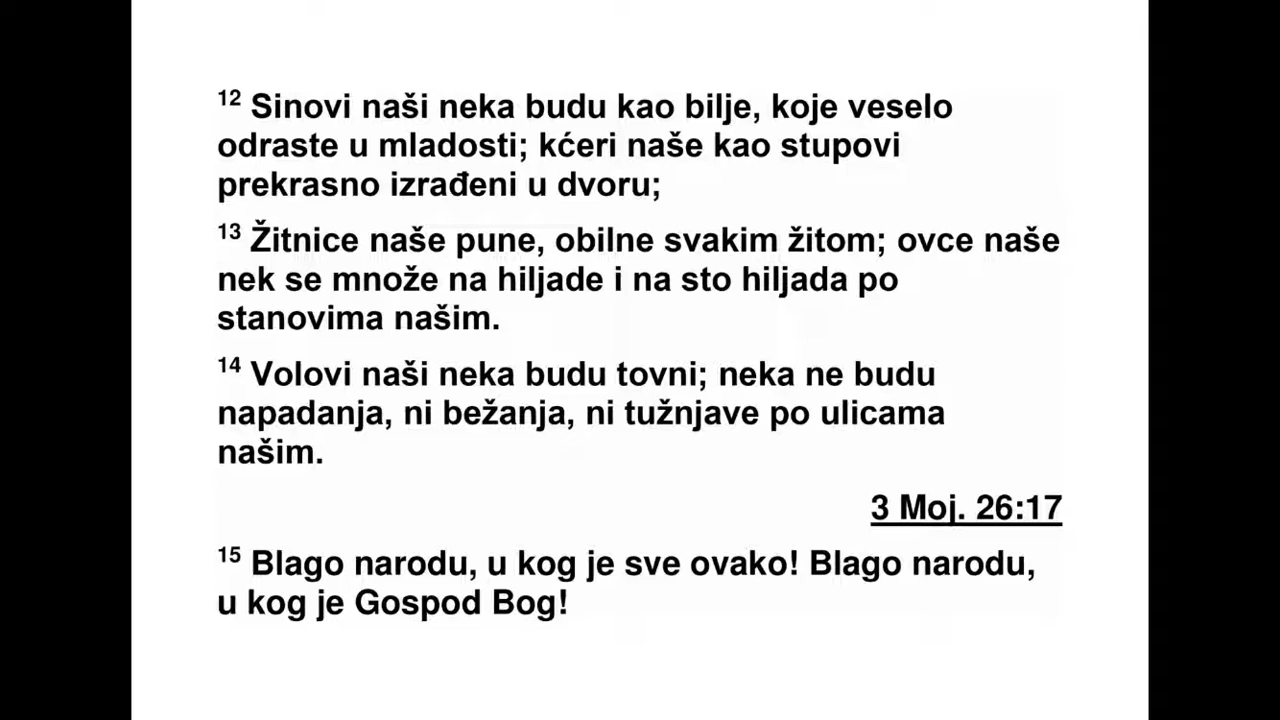 12 Sinovi naši neka budu kao bilje, koje veselo
odraste u mladosti; kćeri naše kao stupovi
prekrasno izrađeni u dvoru;
13 Žitnice naše pune, obilne svakim žitom; ovce naše
nek se množe na hiljade i na sto hiljada po
stanovima našim.
14 Volovi naši neka budu tovni; neka ne budu
napadanja, ni bežanja, ni tužnjave po ulicama
našim.
3 Moj. 26:17
15 Blago narodu, u kog je sve ovako! Blago narodu,
u kog je Gospod Bog!